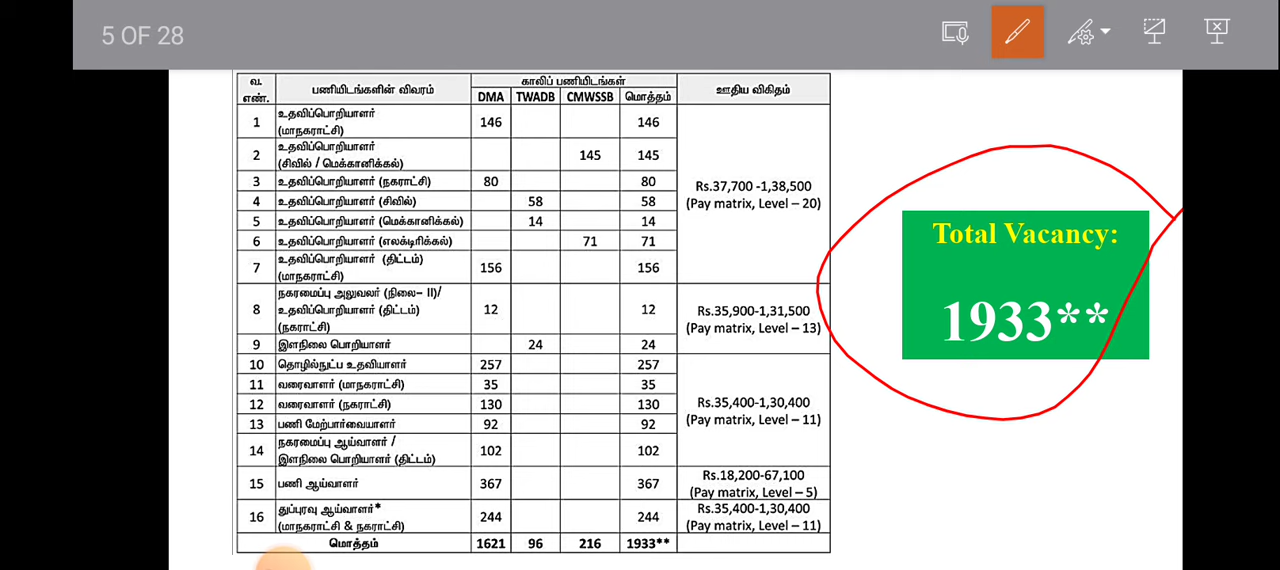 5 OF 28
வ. எண். பணியிடங்களின் விவரம் காலிப் பணியிடங்கள் ஊதிய விகிதம்
DMA TWADB CMWSSB மொத்தம்
1 உதவிப்பொறியாளர் (மாநகராட்சி) 146 146
2 உதவிப்பொறியாளர் (சிவில் / மெக்கானிக்கல்) 145 145
3 உதவிப்பொறியாளர் (நகராட்சி) 80 80
Rs.37,700 -1,38,500
(Pay matrix, Level – 20)
4 உதவிப்பொறியாளர் (சிவில்) 58 58
5 உதவிப்பொறியாளர் (மெக்கானிக்கல்) 14 14
6 உதவிப்பொறியாளர் (எலக்டிரிக்கல்) 71 71
7 உதவிப்பொறியாளர் (திட்டம்) (மாநகராட்சி) 156 156
8 நகரமைப்பு அலுவலர் (நிலை– II)/
உதவிப்பொறியாளர் (திட்டம்)
(நகராட்சி) 12 12
Rs.35,900-1,31,500
(Pay matrix, Level – 13)
9 இளநிலை பொறியாளர் 24 24
10 தொழில்நுட்ப உதவியாளர் 257 257
11 வரைவாளர் (மாநகராட்சி) 35 35
12 வரைவாளர் (நகராட்சி) 130 130
Rs.35,400-1,30,400
(Pay matrix, Level – 11)
13 பணி மேற்பார்வையாளர் 92 92
14 நகரமைப்பு ஆய்வாளர் /
இளநிலை பொறியாளர் (திட்டம்) 102 102
15 பணி ஆய்வாளர் 367 367 Rs.18,200-67,100
(Pay matrix, Level – 5)
16 துப்புரவு ஆய்வாளர்*
(மாநகராட்சி & நகராட்சி) 244 244 Rs.35,400-1,30,400
(Pay matrix, Level – 11)
மொத்தம் 1621 96 216 1933**
Total Vacancy:
1933**